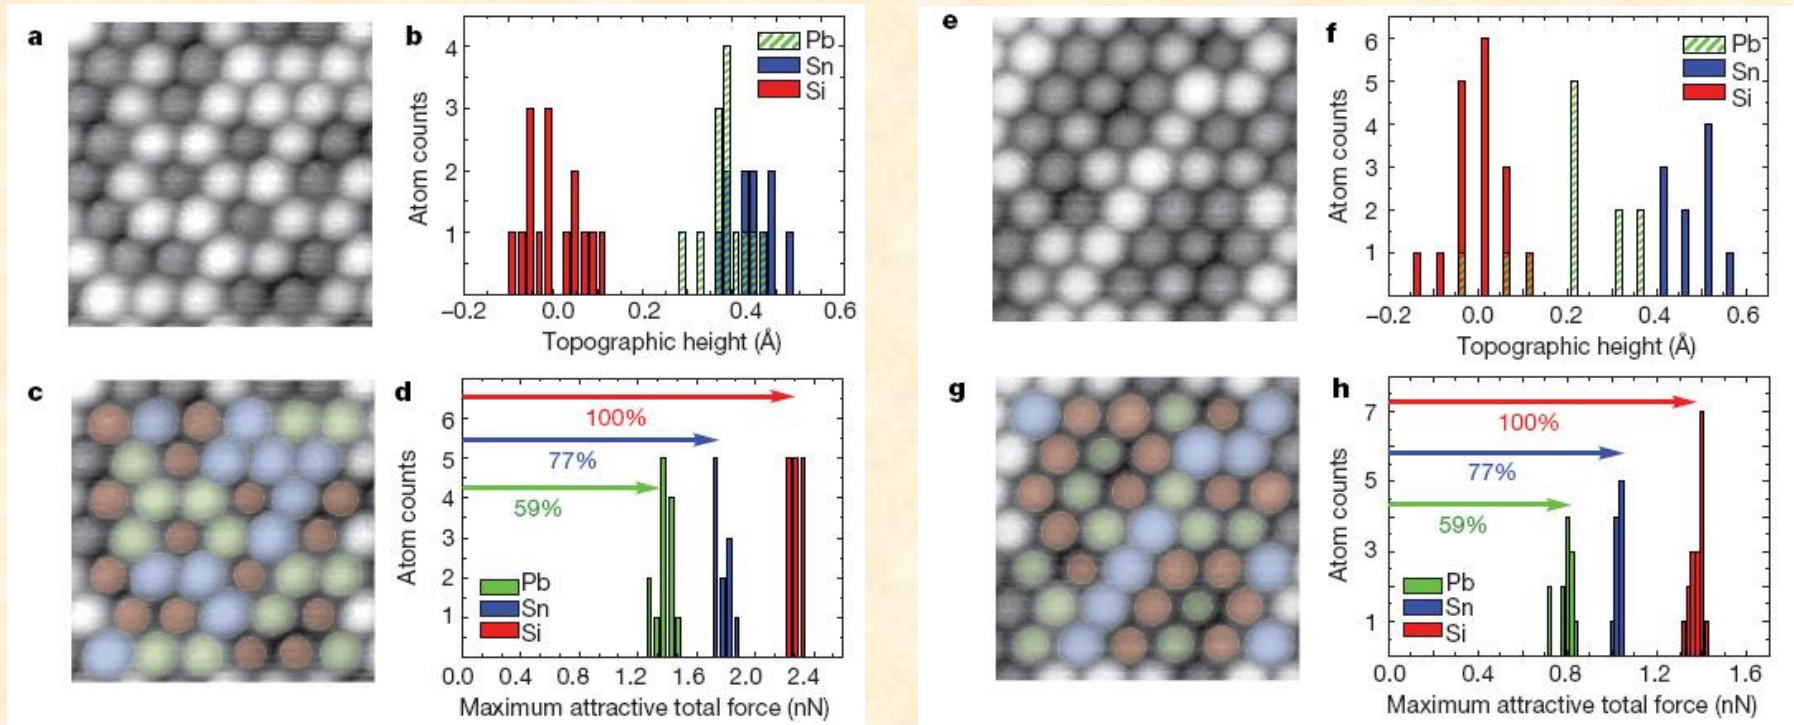 a
b
4
3
2
1
Atom counts
Pb
Sn
Si
−0.2
0.0
0.2
0.4
0.6
Topographic height (Å)
c
d
6
5
4
3
2
1
Atom counts
100%
77%
59%
Pb
Sn
Si
0.0
0.4
0.8
1.2
1.6
2.0
2.4
Maximum attractive total force (nN)
e
f
6
5
4
3
2
1
Atom counts
Pb
Sn
Si
−0.2
0.0
0.2
0.4
0.6
Topographic height (Å)
g
h
7
5
3
1
Atom counts
100%
77%
59%
Pb
Sn
Si
0.0
0.4
0.8
1.2
1.6
Maximum attractive total force (nN)